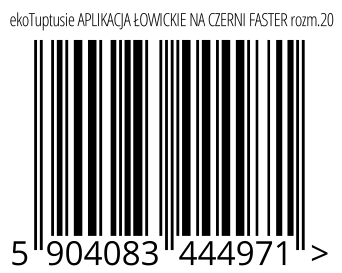 ekoTuptusie APLIKACJA ŁOWICKIE NA CZERNI FASTER rozm.20
5 904083 444971 >